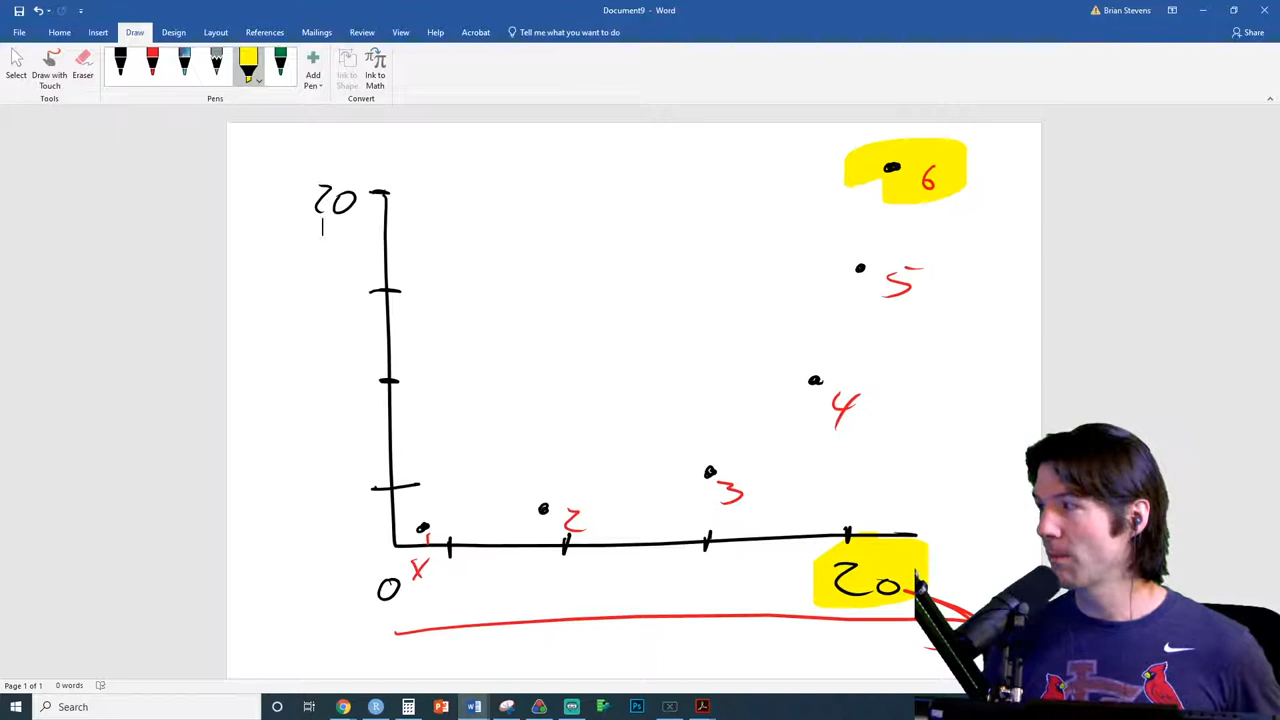 Document9 - Word
Brian Stevens
File Home Insert Draw Design Layout References Mailings Review View Help Acrobat Tell me what you want to do
Share
Select
Draw with Touch
Eraser
Add Pen
Ink to Shape
Ink to Math
Tools
Pens
Convert
6
20
5
4
3
2
x
0
20
Page 1 of 1 0 words
Search